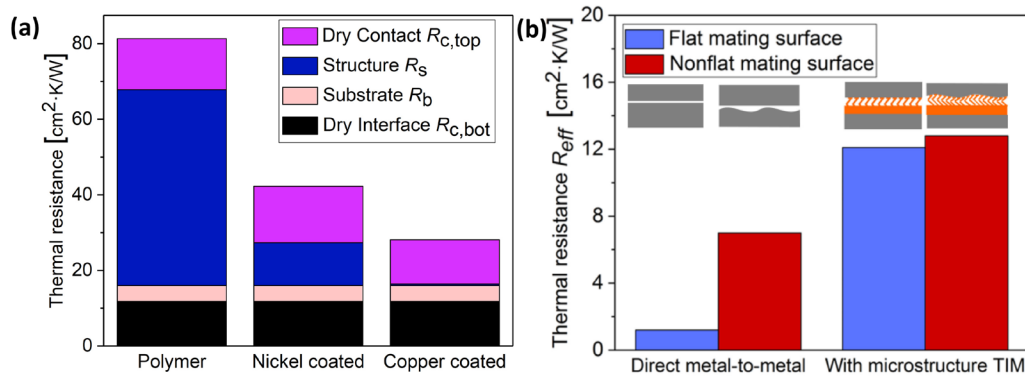 (a)
Thermal resistance [cm²·K/W]
80
60
40
20
0
Dry Contact Rc,top
Structure Rs
Substrate Rb
Dry Interface Rc,bot
Polymer
Nickel coated
Copper coated
(b)
Thermal resistance Reff [cm²·K/W]
20
16
12
8
4
0
Flat mating surface
Nonflat mating surface
Direct metal-to-metal
With microstructure TIM